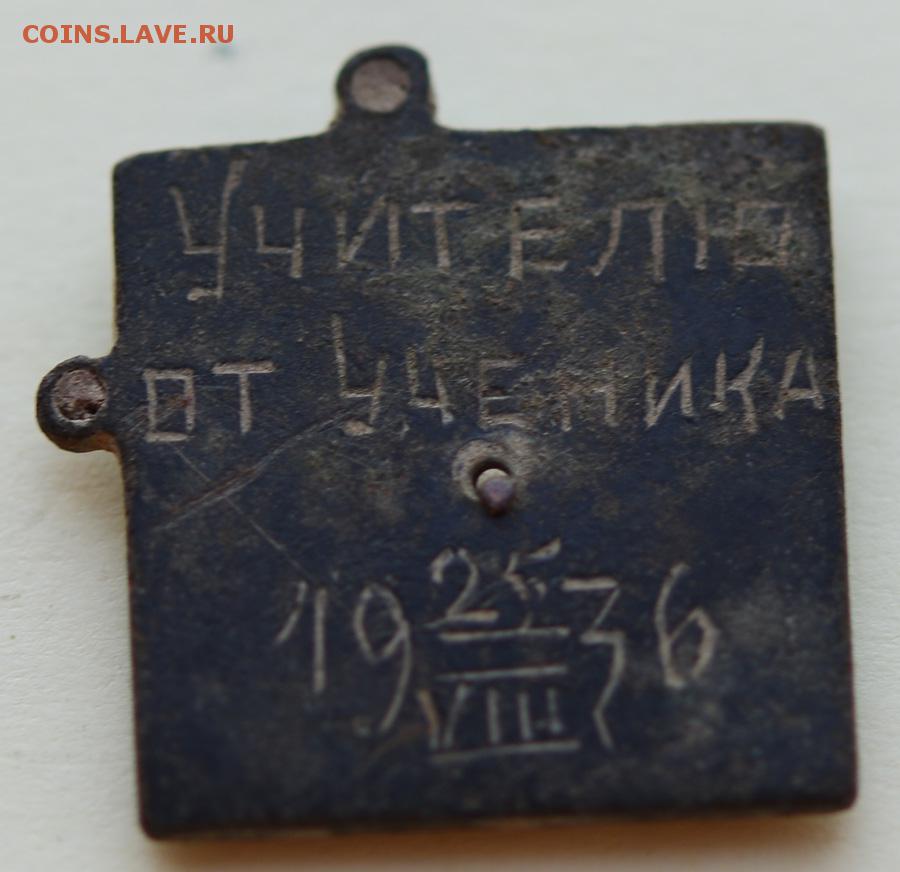 COINS.LAVE.RU
УЧИТЕЛЮ
ОТ УЧЕНИКА
19 25/VIII 36